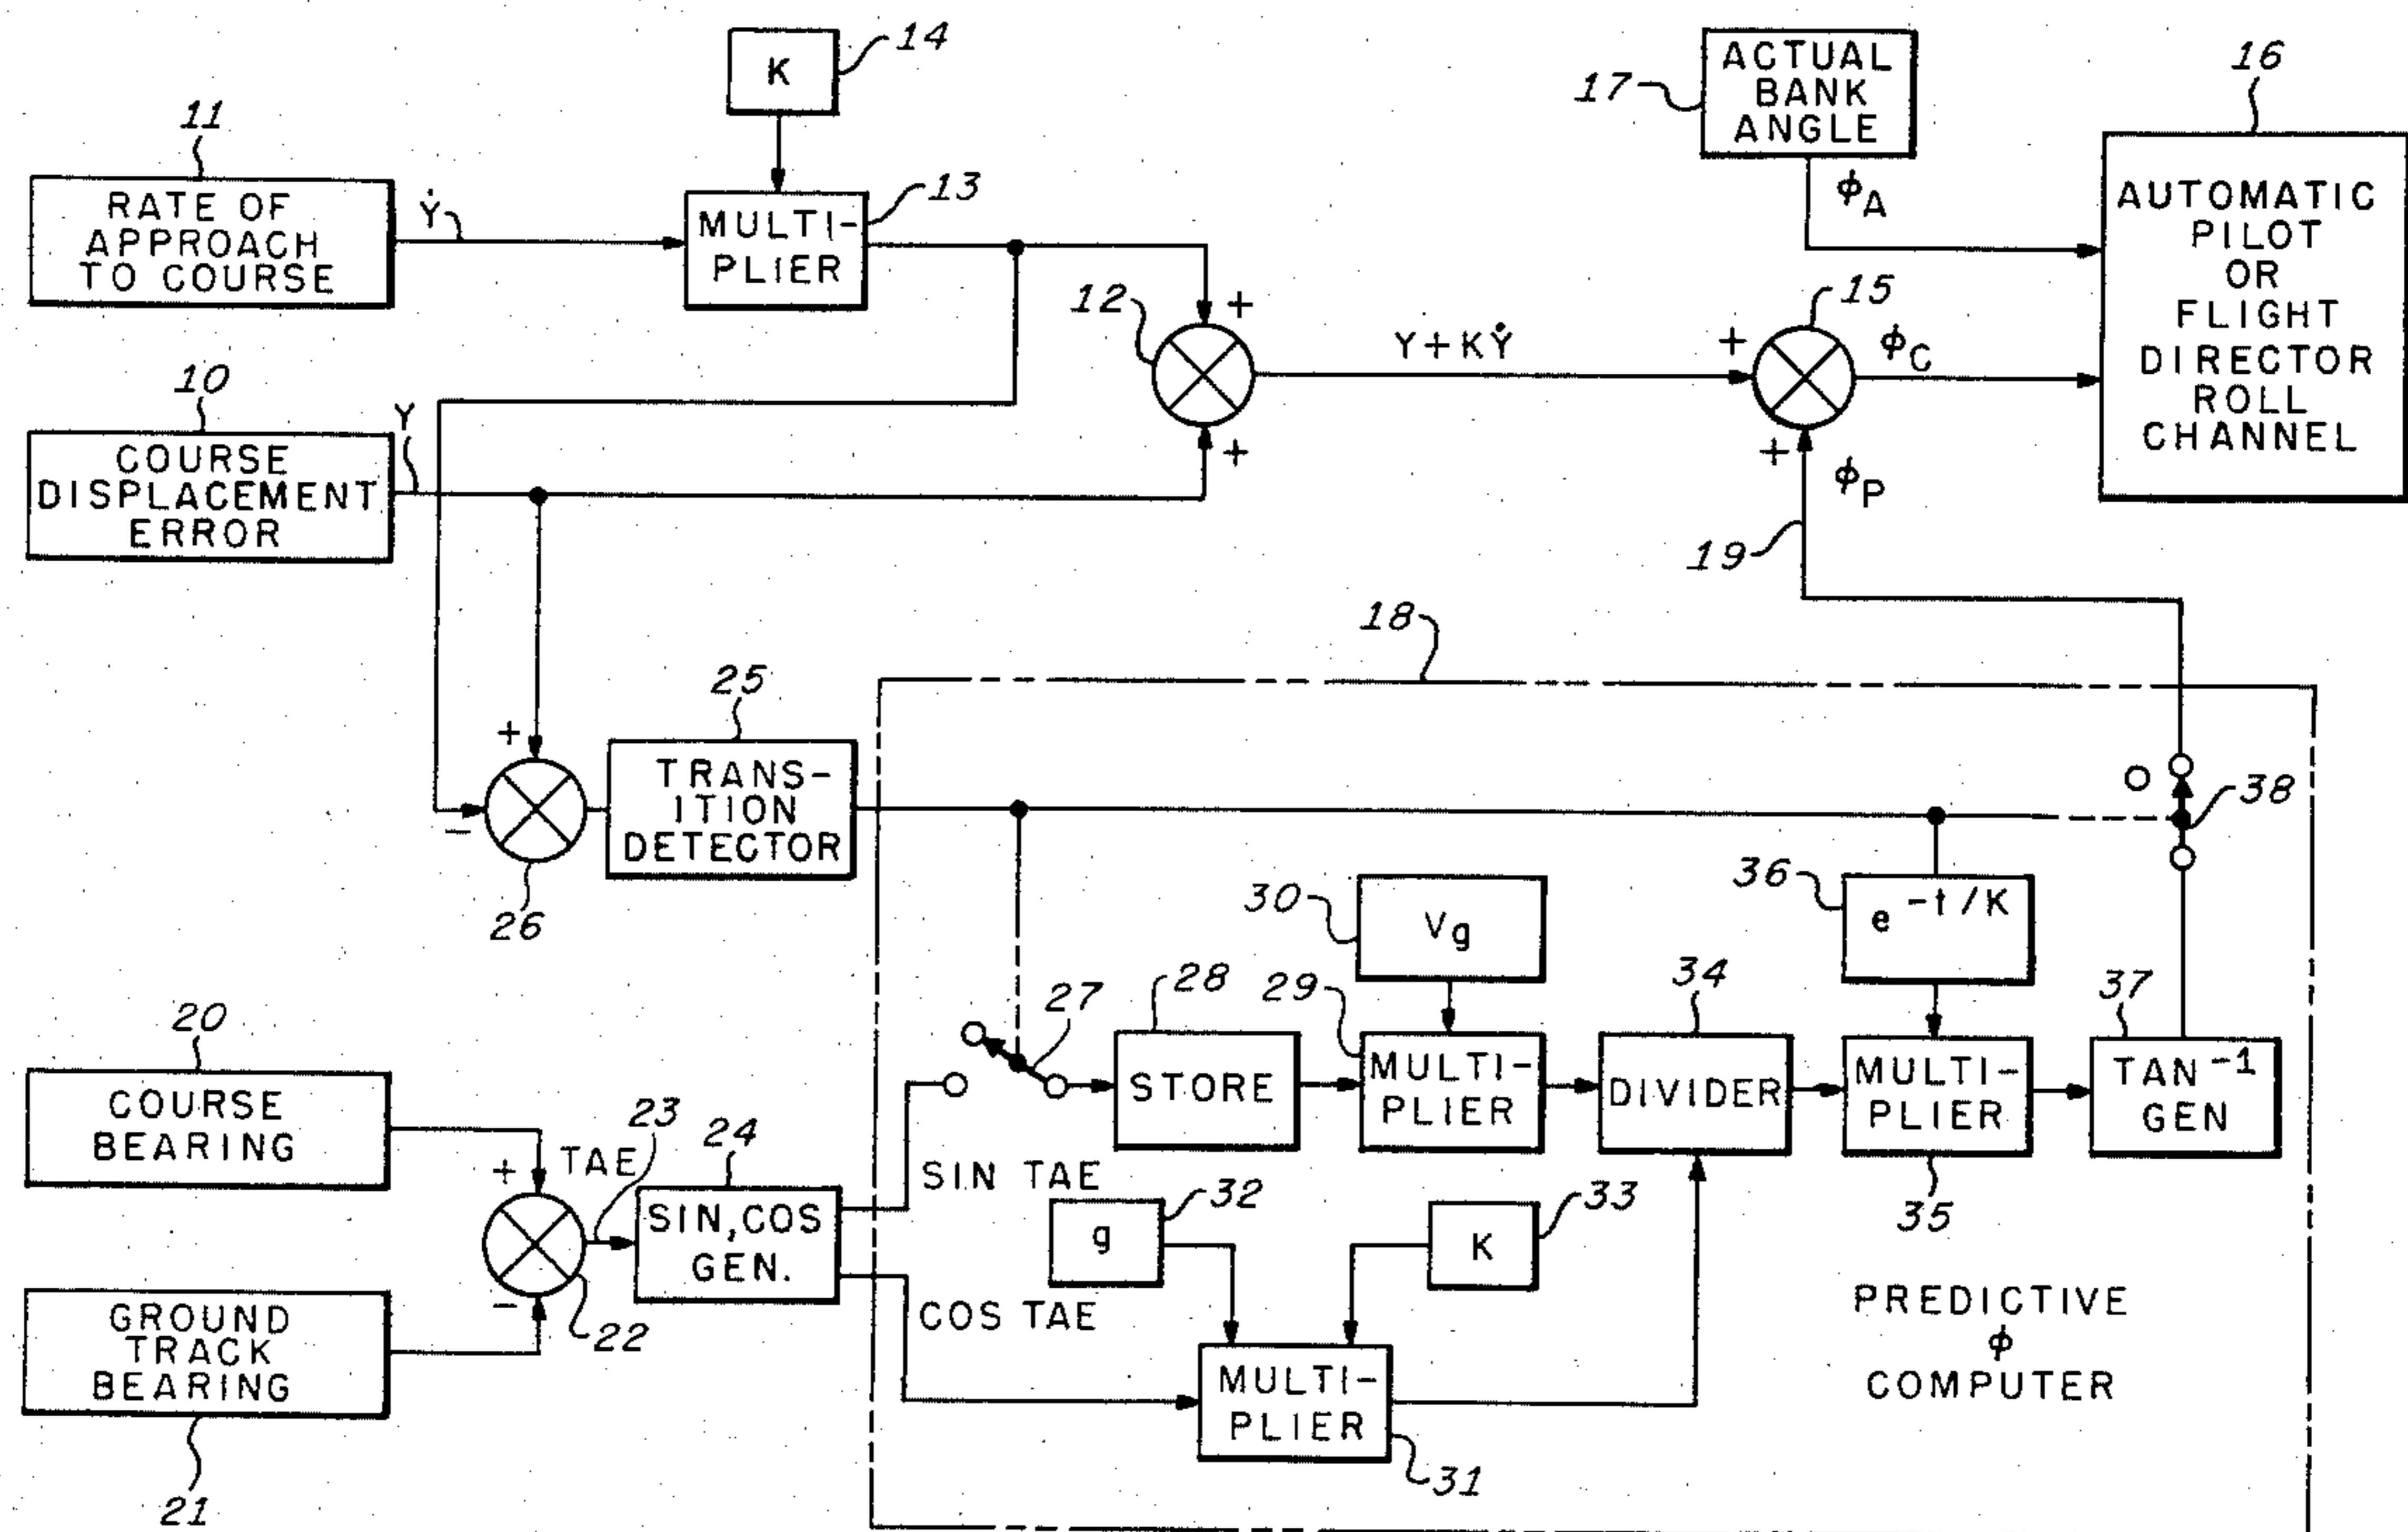 K
14
ACTUAL
BANK
ANGLE
17
16
11
RATE OF
APPROACH
TO COURSE
Ẏ
MULTI-
PLIER
13
ϕA
AUTOMATIC
PILOT
OR
FLIGHT
DIRECTOR
ROLL
CHANNEL
12
+
+
Y+KẎ
+
15
ϕC
+
ϕP
19
10
COURSE
DISPLACEMENT
ERROR
Y
18
25
TRANS-
ITION
DETECTOR
+
-
26
38
36
e -t/K
30
Vg
20
COURSE
BEARING
27
28
STORE
29
MULTI-
PLIER
34
DIVIDER
MULTI-
PLIER
35
37
TAN-1
GEN
+
TAE
23
24
SIN, COS
GEN.
SIN TAE
32
g
33
K
-
22
COS TAE
GROUND
TRACK
BEARING
21
MULTI-
PLIER
31
PREDICTIVE
ϕ
COMPUTER